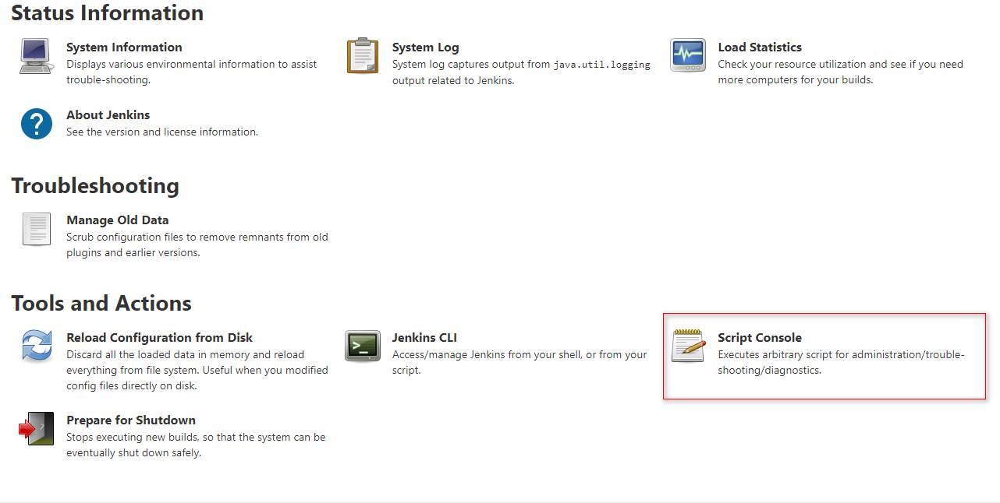 Status Information
System Information
Displays various environmental information to assist
trouble-shooting.
System Log
System log captures output from java.util.logging
output related to Jenkins.
Load Statistics
Check your resource utilization and see if you need
more computers for your builds.
?
About Jenkins
See the version and license information.
Troubleshooting
Manage Old Data
Scrub configuration files to remove remnants from old
plugins and earlier versions.
Tools and Actions
Reload Configuration from Disk
Discard all the loaded data in memory and reload
everything from file system. Useful when you modified
config files directly on disk.
>_
Jenkins CLI
Access/manage Jenkins from your shell, or from your
script.
Script Console
Executes arbitrary script for administration/trouble-
shooting/diagnostics.
Prepare for Shutdown
Stops executing new builds, so that the system can be
eventually shut down safely.